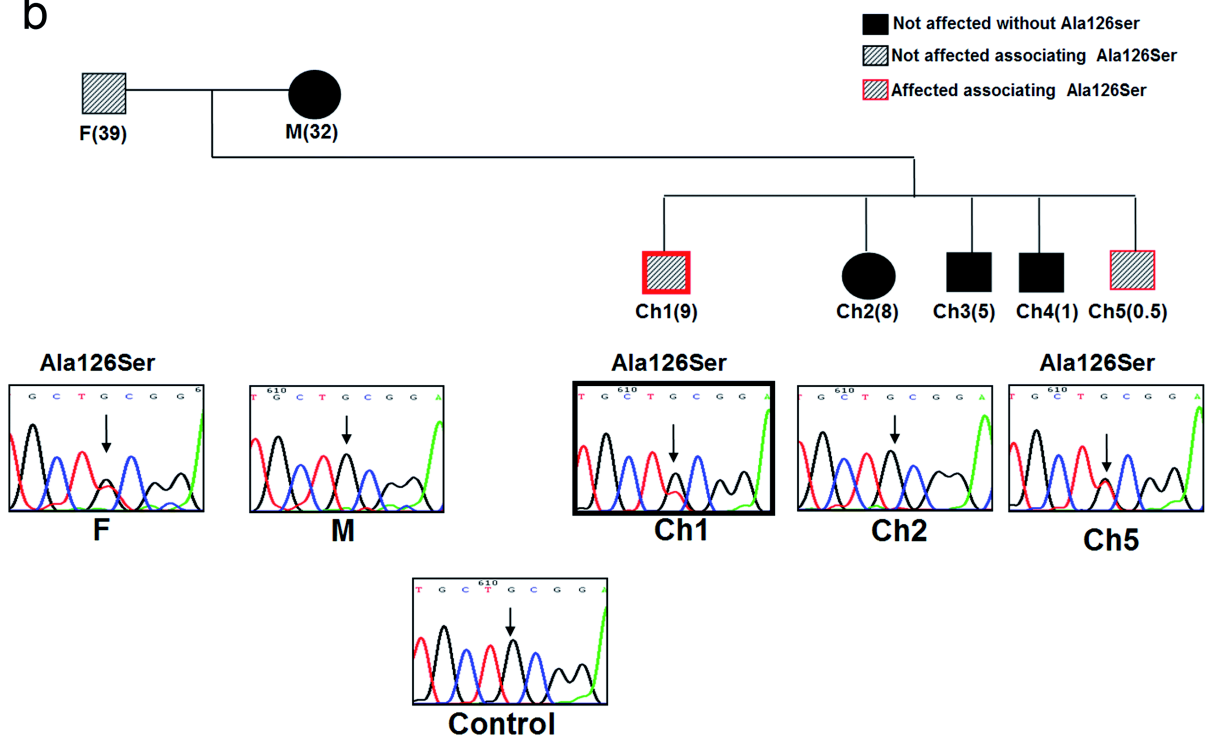 b
Not affected without Ala126ser
Not affected associating Ala126Ser
Affected associating Ala126Ser
F(39)
M(32)
Ch1(9)
Ch2(8)
Ch3(5)
Ch4(1)
Ch5(0.5)
Ala126Ser
Ala126Ser
Ala126Ser
G C T G C G G 6
610
T G C T G C G G A
610
T G C T G C G G A
610
T G C T G C G G A
610
T G C T G C G G A
F
M
Ch1
Ch2
Ch5
610
T G C T G C G G A
Control